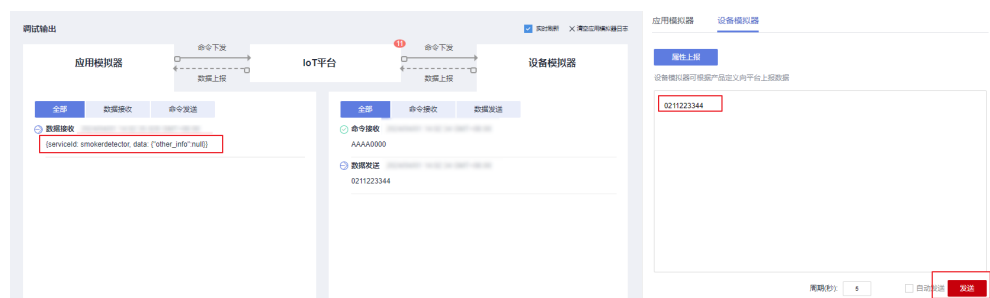 应用模拟器 设备模拟器
调试输出
实时刷新 清空应用模拟器日志
命令下发 11 命令下发
应用模拟器 IoT平台 设备模拟器
数据上报 数据上报
属性上报
设备模拟器可根据产品定义向平台上报数据
全部 数据接收 命令发送 全部 命令接收 数据发送
0211223344
数据接收 命令接收
{serviceId: smokerdetector, data: {"other_info":null}} AAAA0000
数据发送
0211223344
周期(秒): 5 自动发送 发送